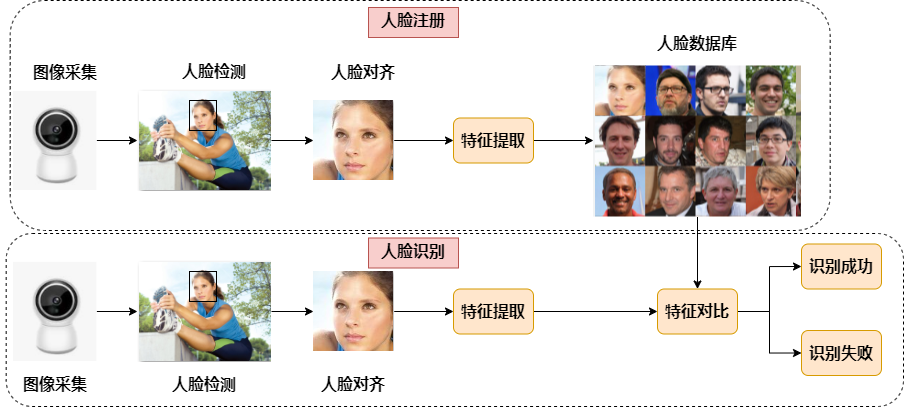 人脸注册
图像采集
人脸检测
人脸对齐
特征提取
人脸数据库
人脸识别
图像采集
人脸检测
人脸对齐
特征提取
特征对比
识别成功
识别失败